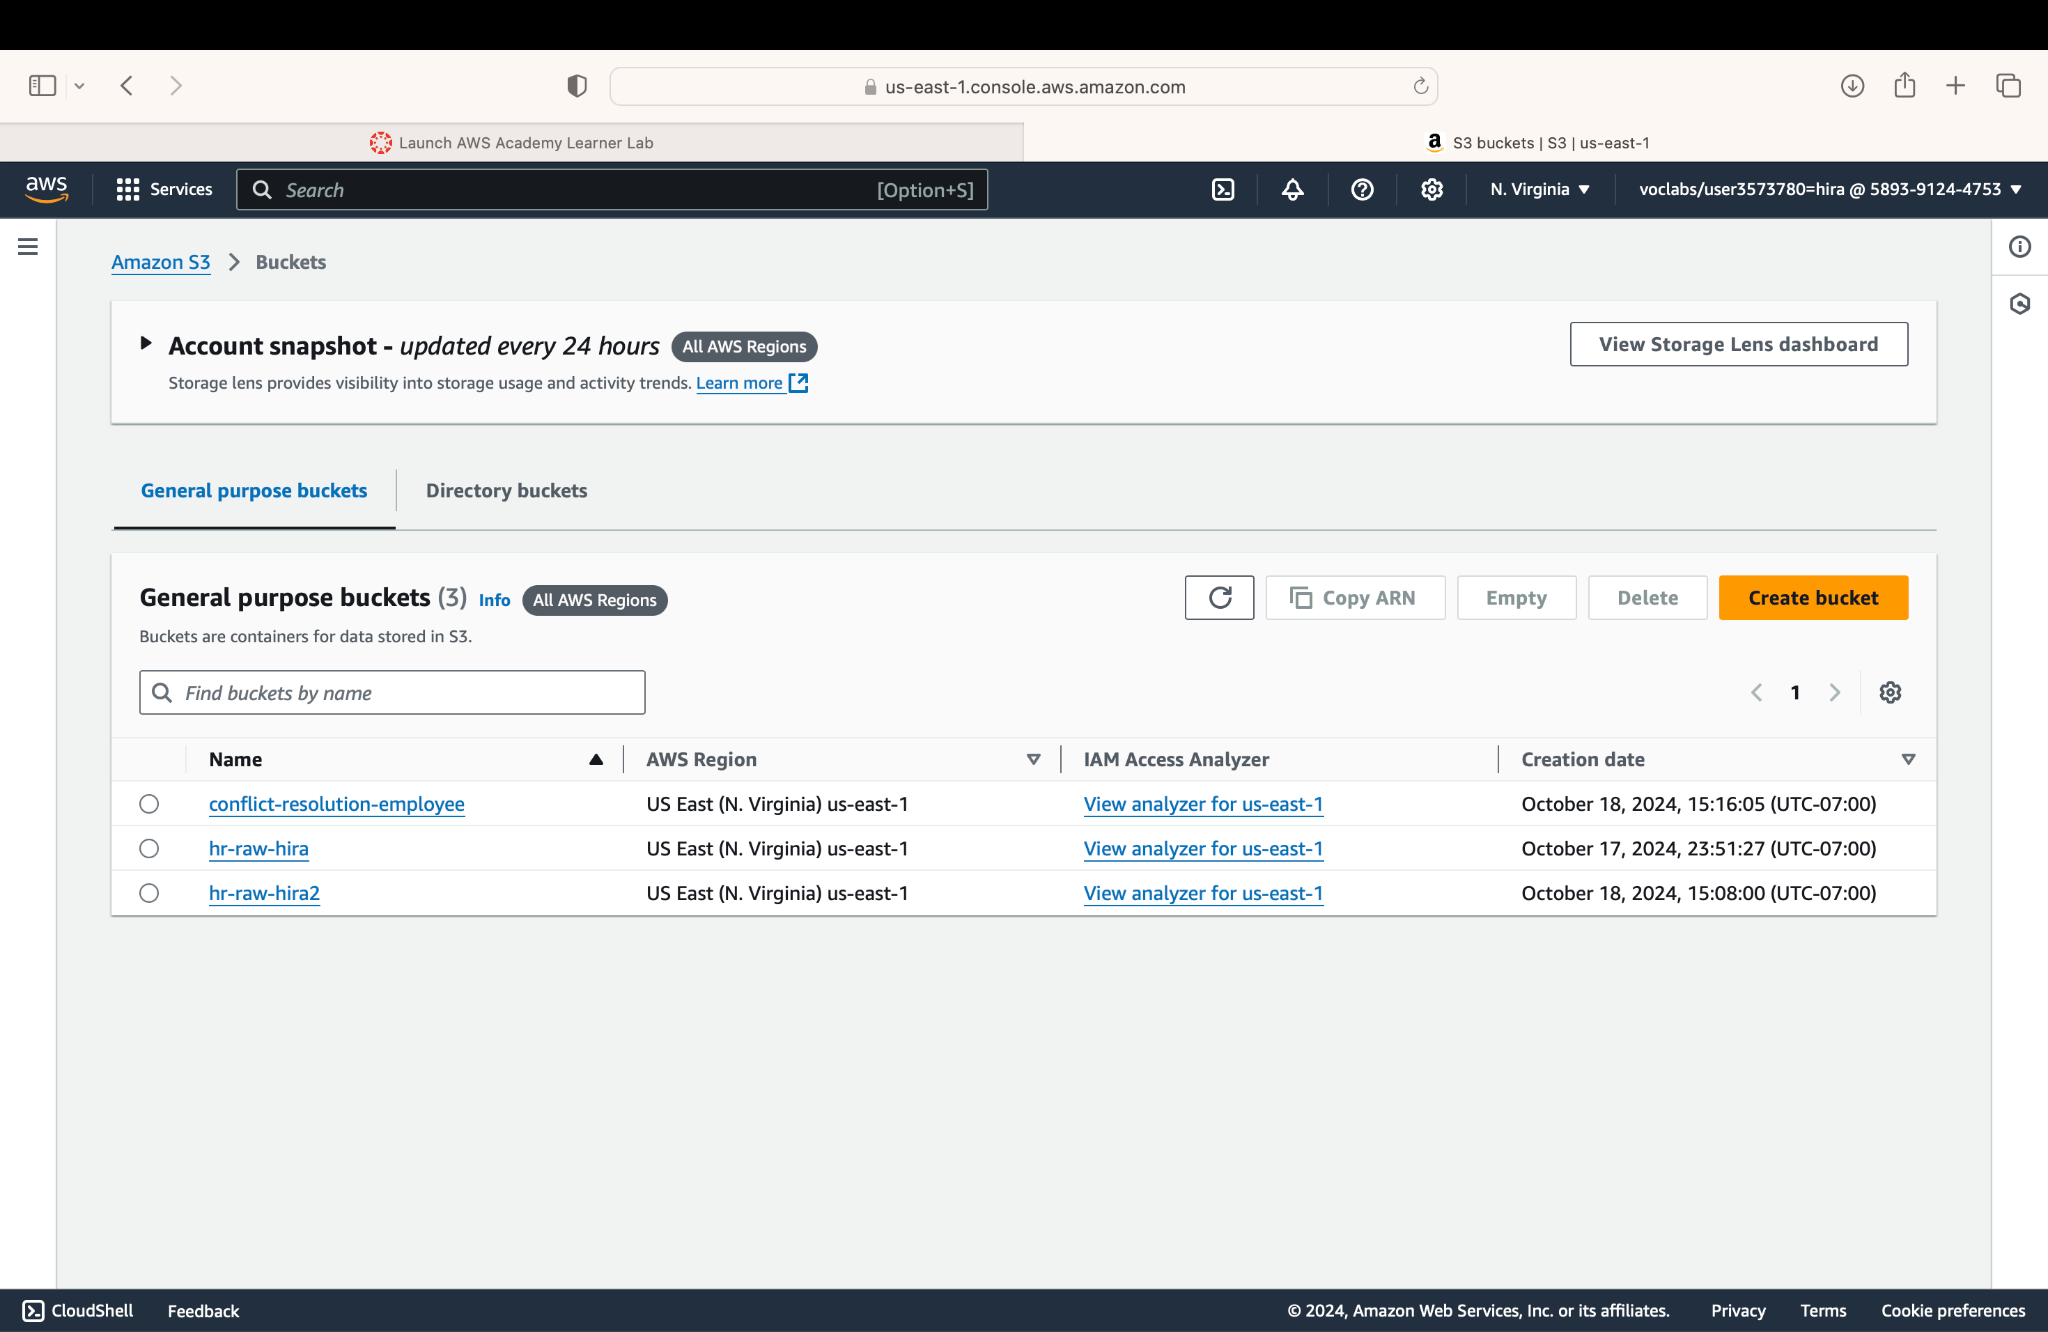 us-east-1.console.aws.amazon.com
Launch AWS Academy Learner Lab
a S3 buckets | S3 | us-east-1
aws Services Search [Option+S] N. Virginia voclabs/user3573780=hira @ 5893-9124-4753
Amazon S3 Buckets
Account snapshot - updated every 24 hours All AWS Regions View Storage Lens dashboard
Storage lens provides visibility into storage usage and activity trends. Learn more
General purpose buckets Directory buckets
General purpose buckets (3) Info All AWS Regions Copy ARN Empty Delete Create bucket
Buckets are containers for data stored in S3.
Find buckets by name 1
Name AWS Region IAM Access Analyzer Creation date
conflict-resolution-employee US East (N. Virginia) us-east-1 View analyzer for us-east-1 October 18, 2024, 15:16:05 (UTC-07:00)
hr-raw-hira US East (N. Virginia) us-east-1 View analyzer for us-east-1 October 17, 2024, 23:51:27 (UTC-07:00)
hr-raw-hira2 US East (N. Virginia) us-east-1 View analyzer for us-east-1 October 18, 2024, 15:08:00 (UTC-07:00)
CloudShell Feedback © 2024, Amazon Web Services, Inc. or its affiliates. Privacy Terms Cookie preferences